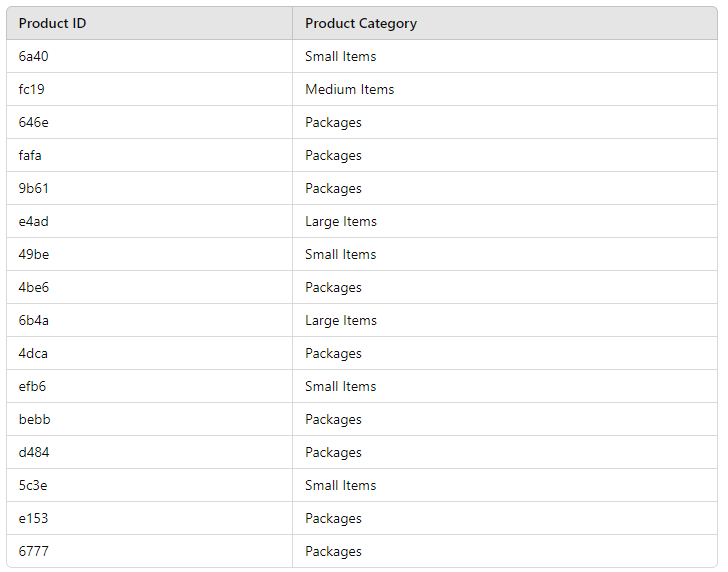 Product ID Product Category
6a40 Small Items
fc19 Medium Items
646e Packages
fafa Packages
9b61 Packages
e4ad Large Items
49be Small Items
4be6 Packages
6b4a Large Items
4dca Packages
efb6 Small Items
bebb Packages
d484 Packages
5c3e Small Items
e153 Packages
6777 Packages